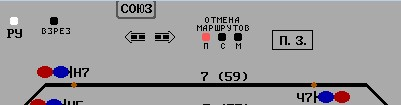 СОЮЗ
РУ
ВЗРЕЗ
ОТМЕНА
МАРШРУТОВ
П С М
П. З.
Н7
7 (59)
Ч7